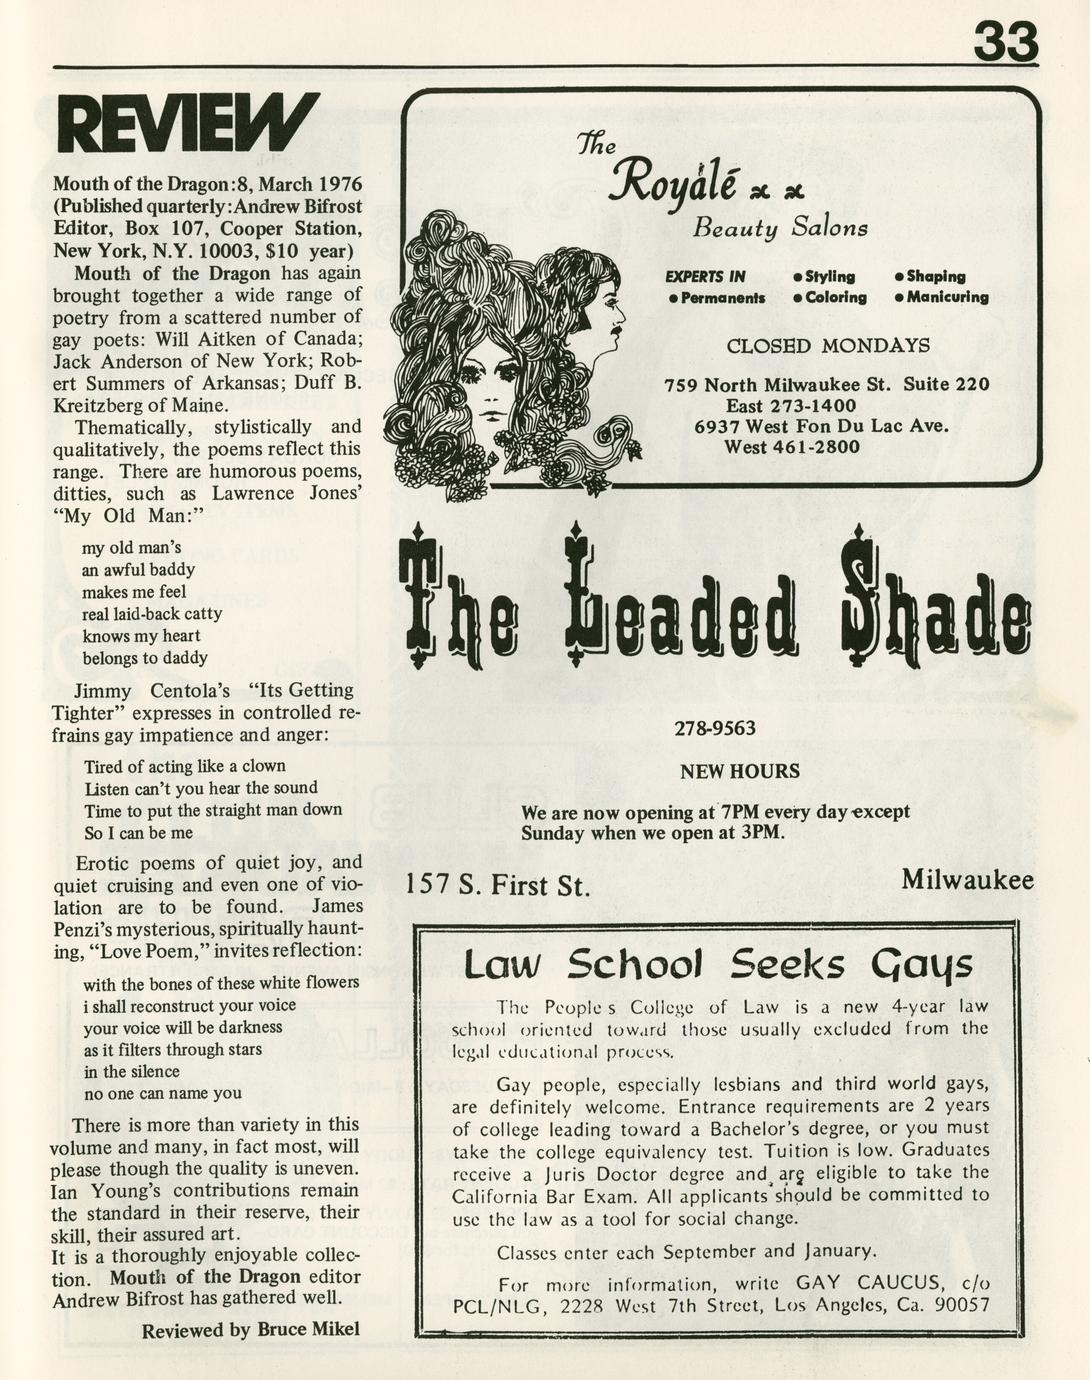 33
REVIEW
Mouth of the Dragon:8, March 1976
(Published quarterly:Andrew Bifrost
Editor, Box 107, Cooper Station,
New York, N.Y. 10003, $10 year)
Mouth of the Dragon has again
brought together a wide range of
poetry from a scattered number of
gay poets: Will Aitken of Canada;
Jack Anderson of New York; Rob-
ert Summers of Arkansas; Duff B.
Kreitzberg of Maine.
Thematically, stylistically and
qualitatively, the poems reflect this
range. There are humorous poems,
ditties, such as Lawrence Jones'
"My Old Man:"
my old man's
an awful baddy
makes me feel
real laid-back catty
knows my heart
belongs to daddy
Jimmy Centola's "Its Getting
Tighter" expresses in controlled re-
frains gay impatience and anger:
Tired of acting like a clown
Listen can't you hear the sound
Time to put the straight man down
So I can be me
Erotic poems of quiet joy, and
quiet cruising and even one of vio-
lation are to be found. James
Penzi's mysterious, spiritually haunt-
ing, "Love Poem," invites reflection:
with the bones of these white flowers
i shall reconstruct your voice
your voice will be darkness
as it filters through stars
in the silence
no one can name you
There is more than variety in this
volume and many, in fact most, will
please though the quality is uneven.
Ian Young's contributions remain
the standard in their reserve, their
skill, their assured art.
It is a thoroughly enjoyable collec-
tion. Mouth of the Dragon editor
Andrew Bifrost has gathered well.
Reviewed by Bruce Mikel
The
Royálé x x
Beauty Salons
EXPERTS IN • Styling • Shaping
• Permanents • Coloring • Manicuring
CLOSED MONDAYS
759 North Milwaukee St. Suite 220
East 273-1400
6937 West Fon Du Lac Ave.
West 461-2800
The Leaded Shade
278-9563
NEW HOURS
We are now opening at 7PM every day except
Sunday when we open at 3PM.
157 S. First St. Milwaukee
Law School Seeks Gays
The People s College of Law is a new 4-year law
school oriented toward those usually excluded from the
legal educational process.
Gay people, especially lesbians and third world gays,
are definitely welcome. Entrance requirements are 2 years
of college leading toward a Bachelor's degree, or you must
take the college equivalency test. Tuition is low. Graduates
receive a Juris Doctor degree and are eligible to take the
California Bar Exam. All applicants should be committed to
use the law as a tool for social change.
Classes enter each September and January.
For more information, write GAY CAUCUS, c/o
PCL/NLG, 2228 West 7th Street, Los Angeles, Ca. 90057